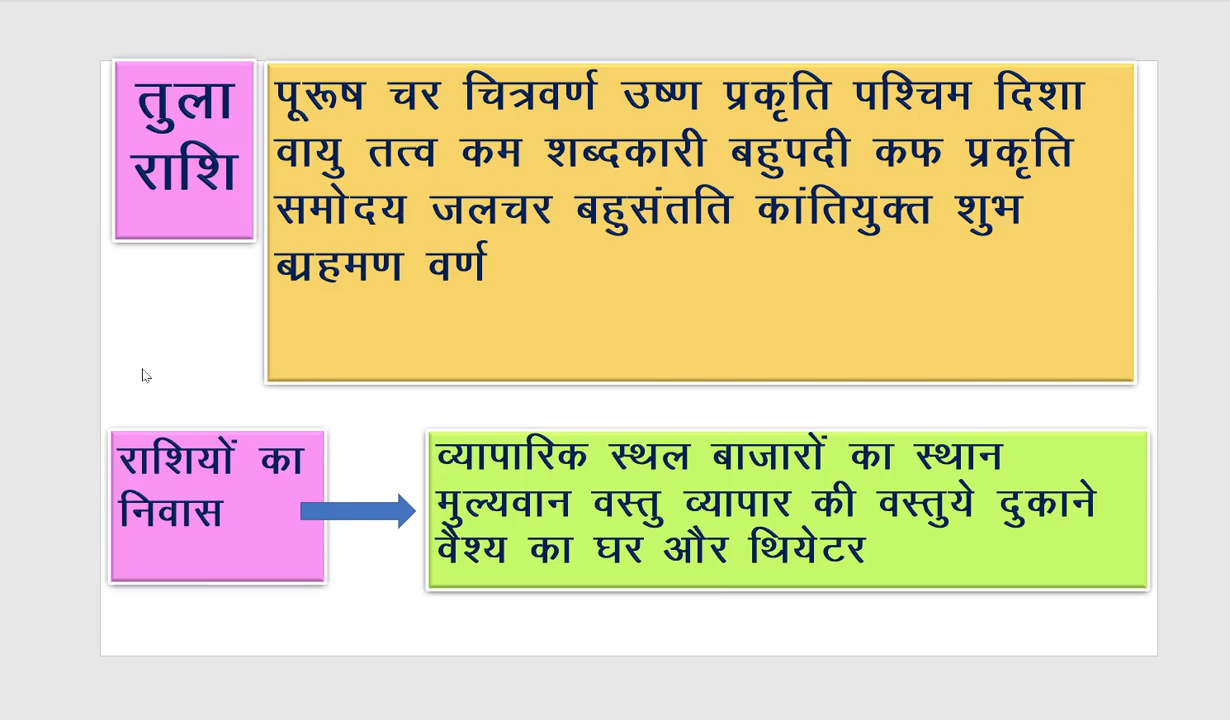 तुला
राशि
पूरूष चर चित्रवर्ण उष्ण प्रकृति पश्चिम दिशा
वायु तत्व कम शब्दकारी बहुपदी कफ प्रकृति
समोदय जलचर बहुसंतति कांतियुक्त शुभ
ब्राहमण वर्ण
राशियों का
निवास
व्यापारिक स्थल बाजारों का स्थान
मुल्यवान वस्तु व्यापार की वस्तुये दुकाने
वैश्य का घर और थियेटर